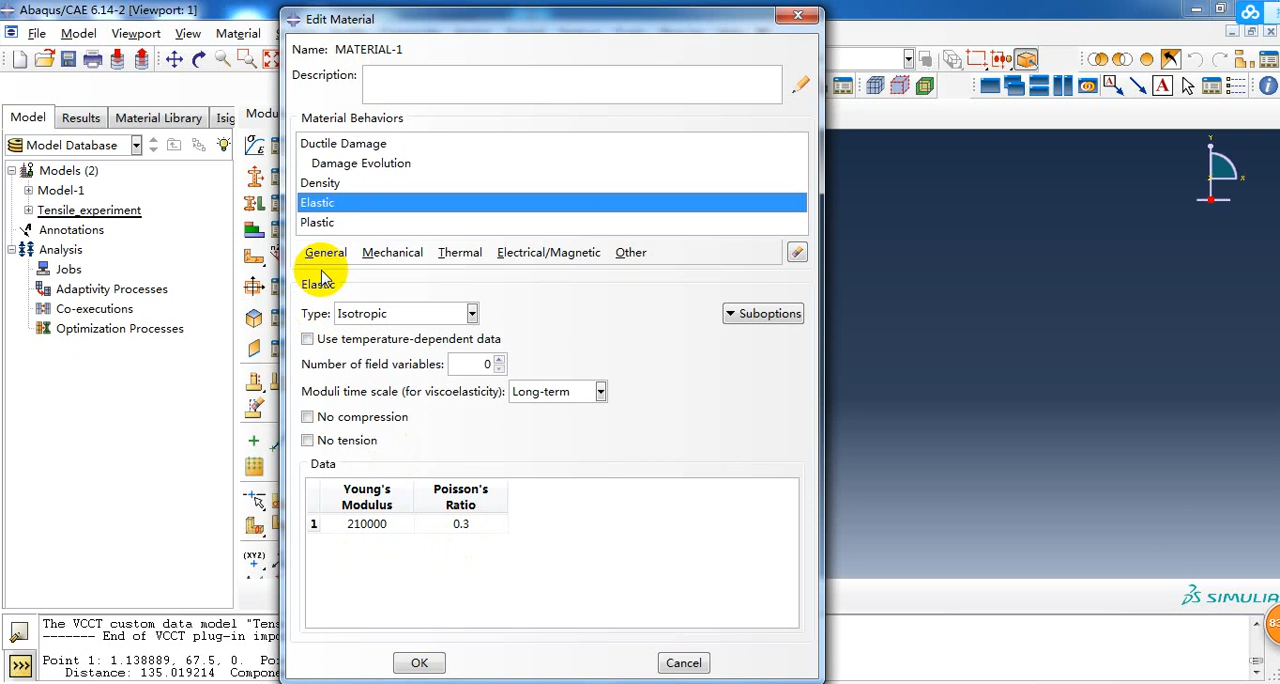 Abaqus/CAE 6.14-2 [Viewport: 1]
File Model Viewport View Material
Model Results Material Library
Modu
Model Database
Models (2)
Model-1
Tensile_experiment
Annotations
Analysis
Jobs
Adaptivity Processes
Co-executions
Optimization Processes
Edit Material
Name: MATERIAL-1
Description:
Material Behaviors
Ductile Damage
Damage Evolution
Density
Elastic
Plastic
General Mechanical Thermal Electrical/Magnetic Other
Elastic
Type: Isotropic
Suboptions
Use temperature-dependent data
Number of field variables: 0
Moduli time scale (for viscoelasticity): Long-term
No compression
No tension
Data
Young's Modulus
Poisson's Ratio
1 210000 0.3
OK Cancel
Y
X
A
A
(XYZ)
SIMULIA
83
The VCCT custom data model "Tens
------- End of VCCT plug-in impo
Point 1: 1.138889, 67.5, 0. Po
Distance: 135.019214 Compone
>>>